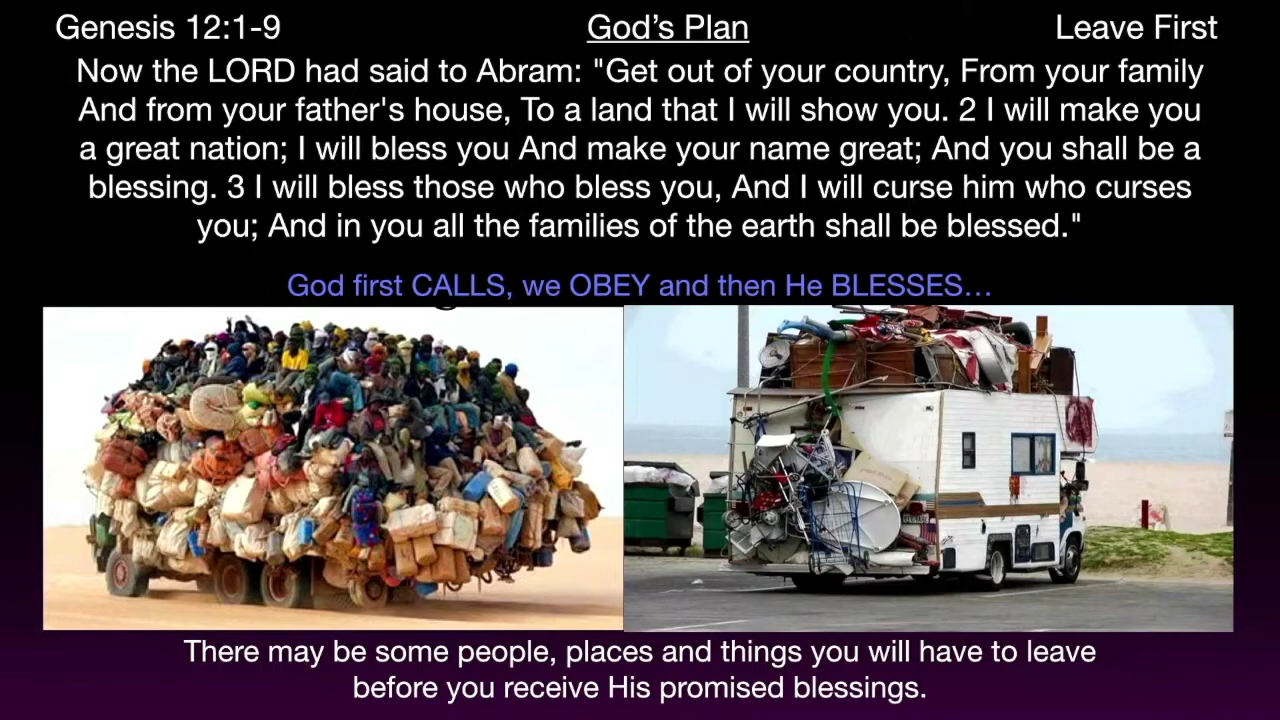 Genesis 12:1-9 God's Plan Leave First
Now the LORD had said to Abram: "Get out of your country, From your family
And from your father's house, To a land that I will show you. 2 I will make you
a great nation; I will bless you And make your name great; And you shall be a
blessing. 3 I will bless those who bless you, And I will curse him who curses
you; And in you all the families of the earth shall be blessed."
God first CALLS, we OBEY and then He BLESSES…
There may be some people, places and things you will have to leave
before you receive His promised blessings.